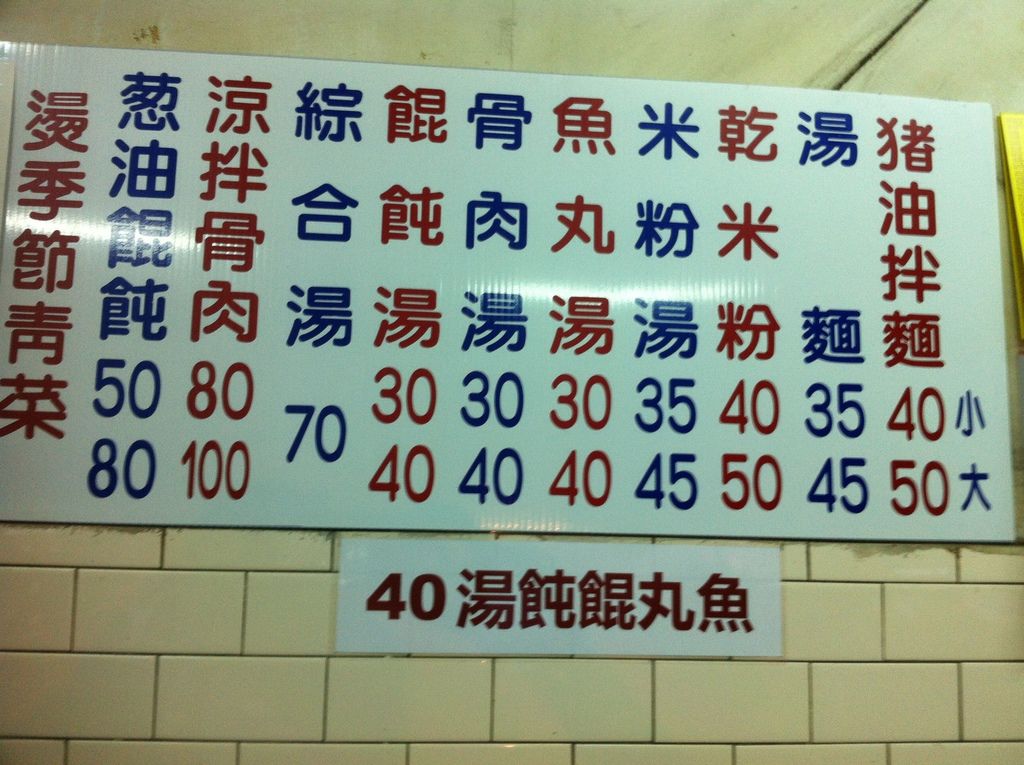 猪油拌麵 40 50
湯麵 35 45
乾米粉 40 50
米粉湯 35 45
魚丸湯 30 40
骨肉湯 30 40
餛飩湯 30 40
綜合湯 70
涼拌骨肉 80 100
葱油餛飩 50 80
燙季節青菜
小
大
40湯飩餛丸魚